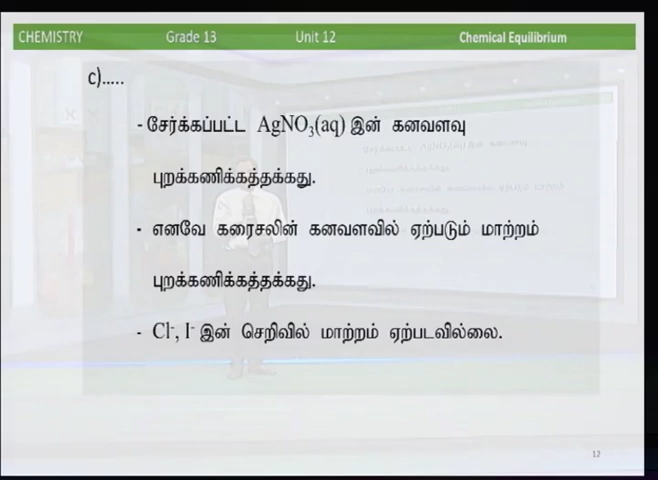 CHEMISTRY Grade 13 Unit 12 Chemical Equilibrium
c).....
- சேர்க்கப்பட்ட AgNO₃(aq) இன் கனவளவு
புறக்கணிக்கத்தக்கது.
- எனவே கரைசலின் கனவளவில் ஏற்படும் மாற்றம்
புறக்கணிக்கத்தக்கது.
- Cl⁻, I⁻ இன் செறிவில் மாற்றம் ஏற்படவில்லை.
12